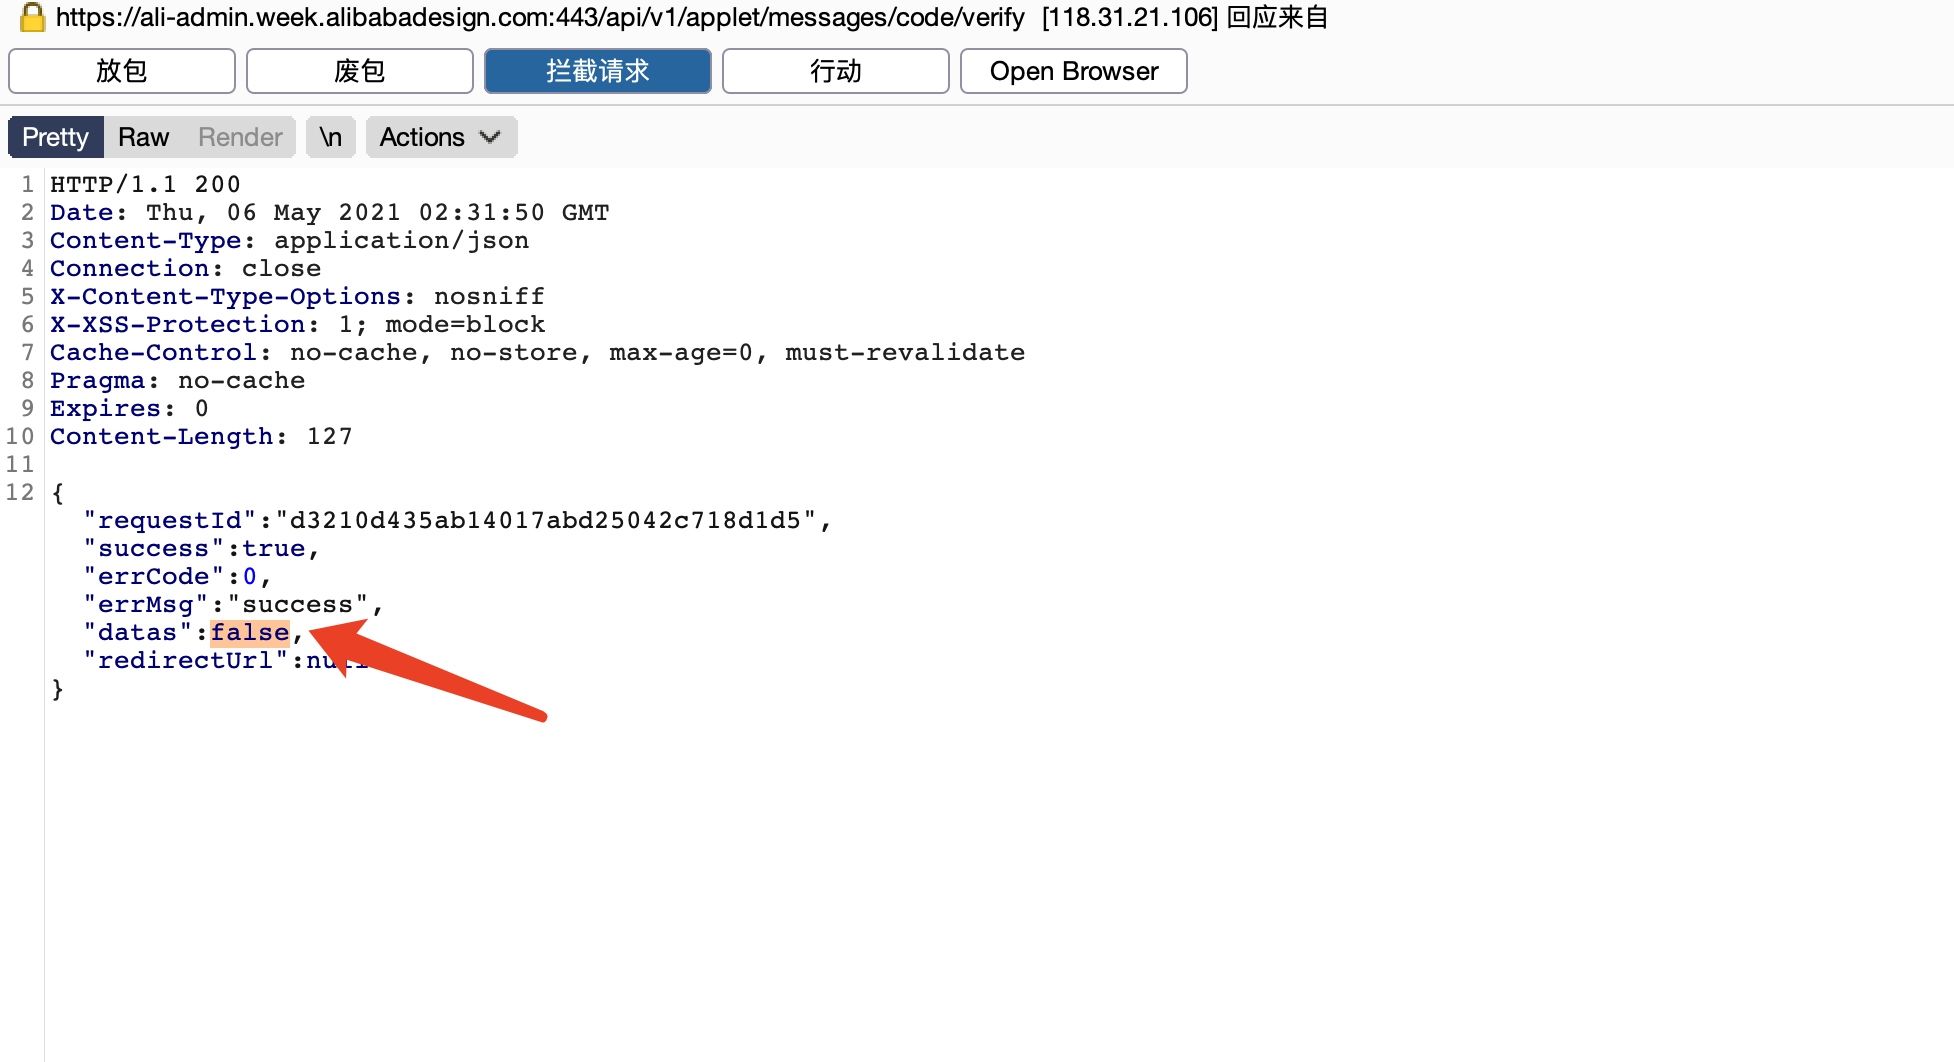 https://ali-admin.week.alibabadesign.com:443/api/v1/applet/messages/code/verify [118.31.21.106] 回应来自
放包 废包 拦截请求 行动 Open Browser
Pretty Raw Render \n Actions
1 HTTP/1.1 200
2 Date: Thu, 06 May 2021 02:31:50 GMT
3 Content-Type: application/json
4 Connection: close
5 X-Content-Type-Options: nosniff
6 X-XSS-Protection: 1; mode=block
7 Cache-Control: no-cache, no-store, max-age=0, must-revalidate
8 Pragma: no-cache
9 Expires: 0
10 Content-Length: 127
11
12 {
"requestId":"d3210d435ab14017abd25042c718d1d5",
"success":true,
"errCode":0,
"errMsg":"success",
"datas":false,
"redirectUrl":null
}